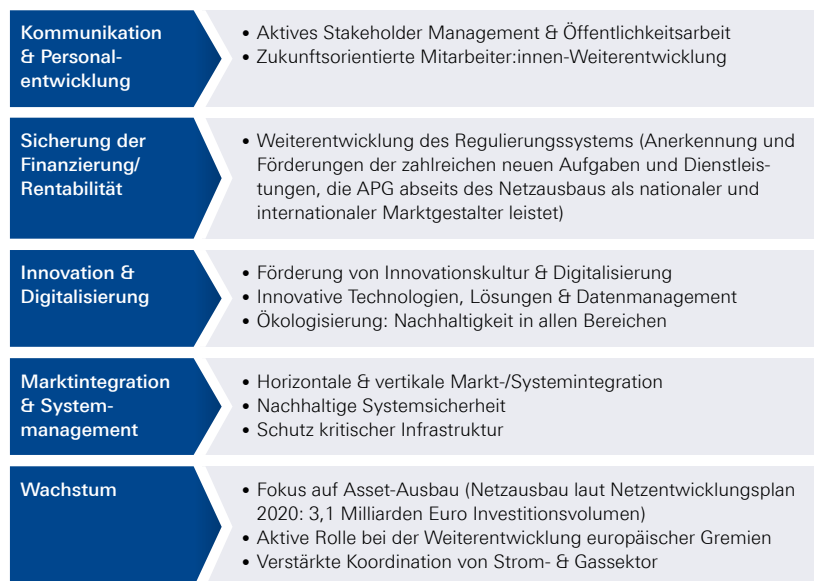 Kommunikation
& Personal-
entwicklung
• Aktives Stakeholder Management & Öffentlichkeitsarbeit
• Zukunftsorientierte Mitarbeiter:innen-Weiterentwicklung
Sicherung der
Finanzierung/
Rentabilität
• Weiterentwicklung des Regulierungssystems (Anerkennung und
Förderungen der zahlreichen neuen Aufgaben und Dienstleis-
tungen, die APG abseits des Netzausbaus als nationaler und
internationaler Marktgestalter leistet)
Innovation &
Digitalisierung
• Förderung von Innovationskultur & Digitalisierung
• Innovative Technologien, Lösungen & Datenmanagement
• Ökologisierung: Nachhaltigkeit in allen Bereichen
Marktintegration
& System-
management
• Horizontale & vertikale Markt-/Systemintegration
• Nachhaltige Systemsicherheit
• Schutz kritischer Infrastruktur
Wachstum
• Fokus auf Asset-Ausbau (Netzausbau laut Netzentwicklungsplan
2020: 3,1 Milliarden Euro Investitionsvolumen)
• Aktive Rolle bei der Weiterentwicklung europäischer Gremien
• Verstärkte Koordination von Strom- & Gassektor